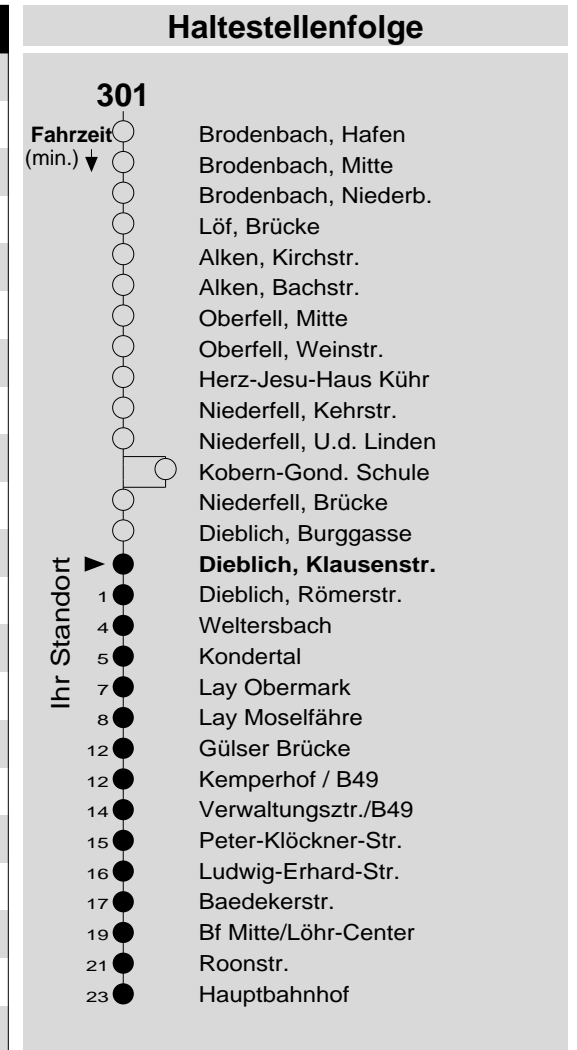 Haltestellenfolge
301
Fahrzeit
(min.)
Brodenbach, Hafen
Brodenbach, Mitte
Brodenbach, Niederb.
Löf, Brücke
Alken, Kirchstr.
Alken, Bachstr.
Oberfell, Mitte
Oberfell, Weinstr.
Herz-Jesu-Haus Kühr
Niederfell, Kehrstr.
Niederfell, U.d. Linden
Kobern-Gond. Schule
Niederfell, Brücke
Dieblich, Burggasse
Ihr Standort
Dieblich, Klausenstr.
1 Dieblich, Römerstr.
4 Weltersbach
5 Kondertal
7 Lay Obermark
8 Lay Moselfähre
12 Gülser Brücke
12 Kemperhof / B49
14 Verwaltungsztr./B49
15 Peter-Klöckner-Str.
16 Ludwig-Erhard-Str.
17 Baedekerstr.
19 Bf Mitte/Löhr-Center
21 Roonstr.
23 Hauptbahnhof